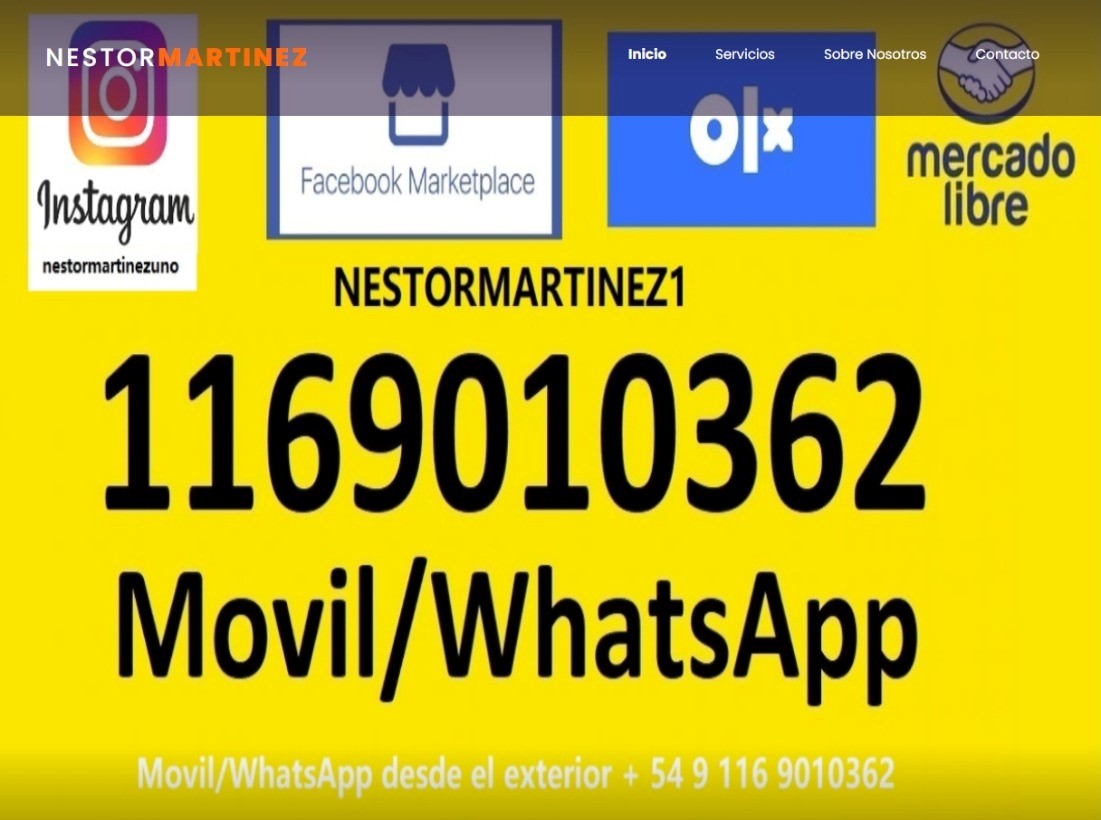 NESTORMARTINEZ
Inicio
Servicios
Sobre Nosotros
Contacto
Instagram
nestormartinezuno
Facebook Marketplace
olx
mercado
libre
NESTORMARTINEZ1
1169010362
Movil/WhatsApp
Movil/WhatsApp desde el exterior + 54 9 116 9010362